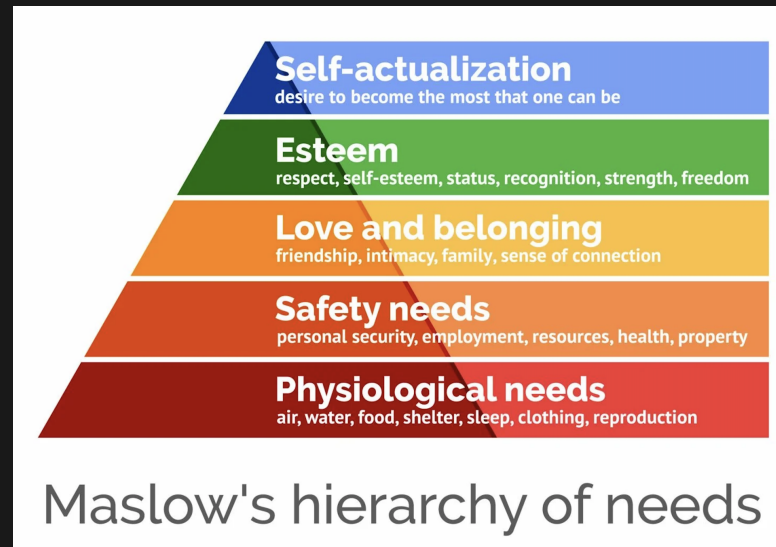 Self-actualization
desire to become the most that one can be
Esteem
respect, self-esteem, status, recognition, strength, freedom
Love and belonging
friendship, intimacy, family, sense of connection
Safety needs
personal security, employment, resources, health, property
Physiological needs
air, water, food, shelter, sleep, clothing, reproduction
Maslow's hierarchy of needs